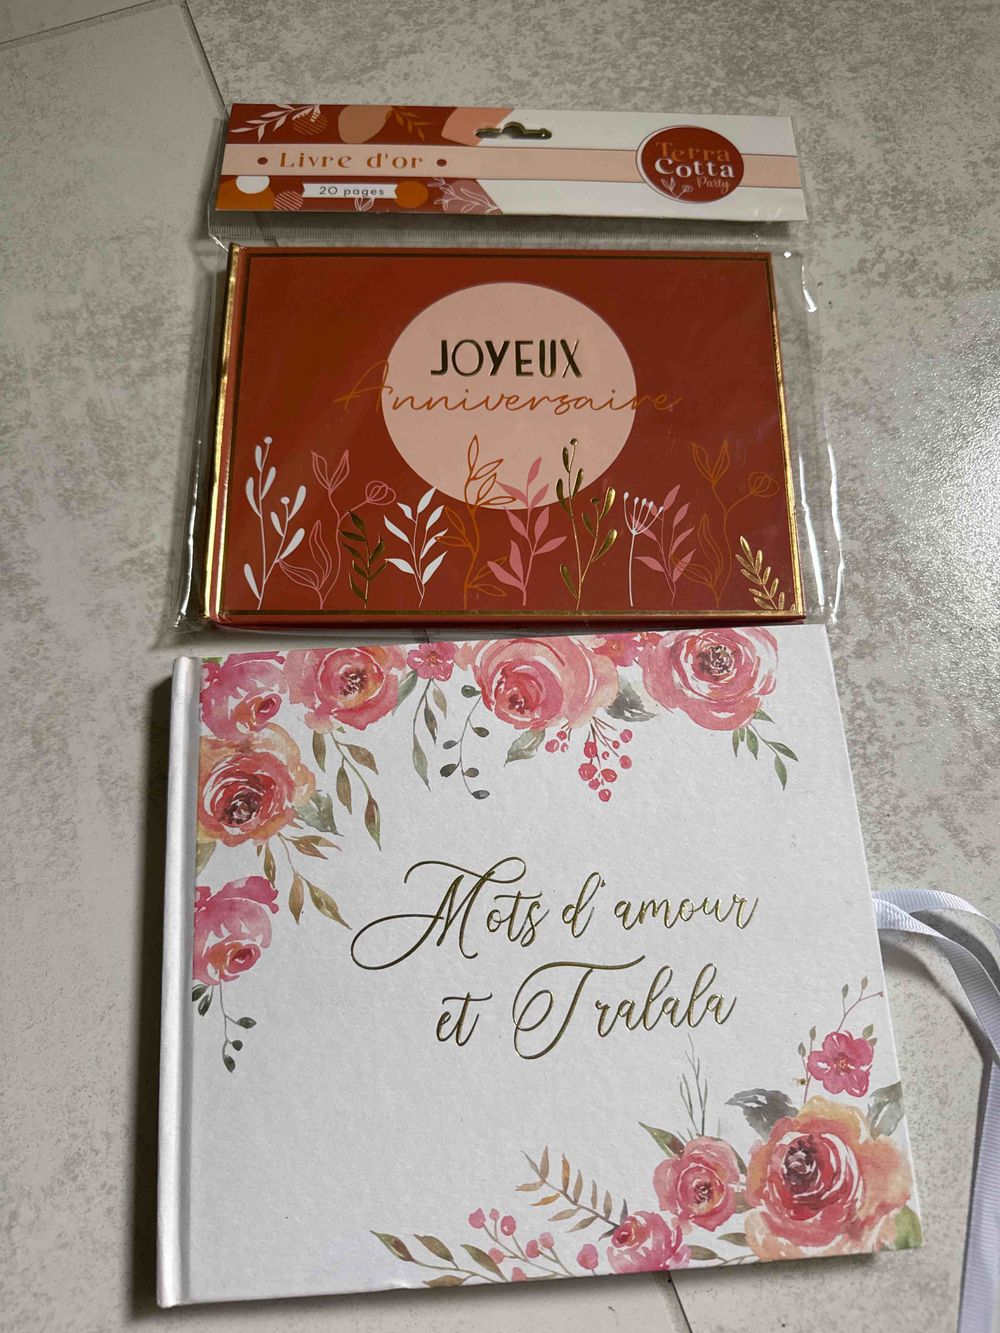 • Livre d'or •
20 pages
Terra
Cotta
Party
JOYEUX
Anniversaire
Mots d'amour
et Tralala